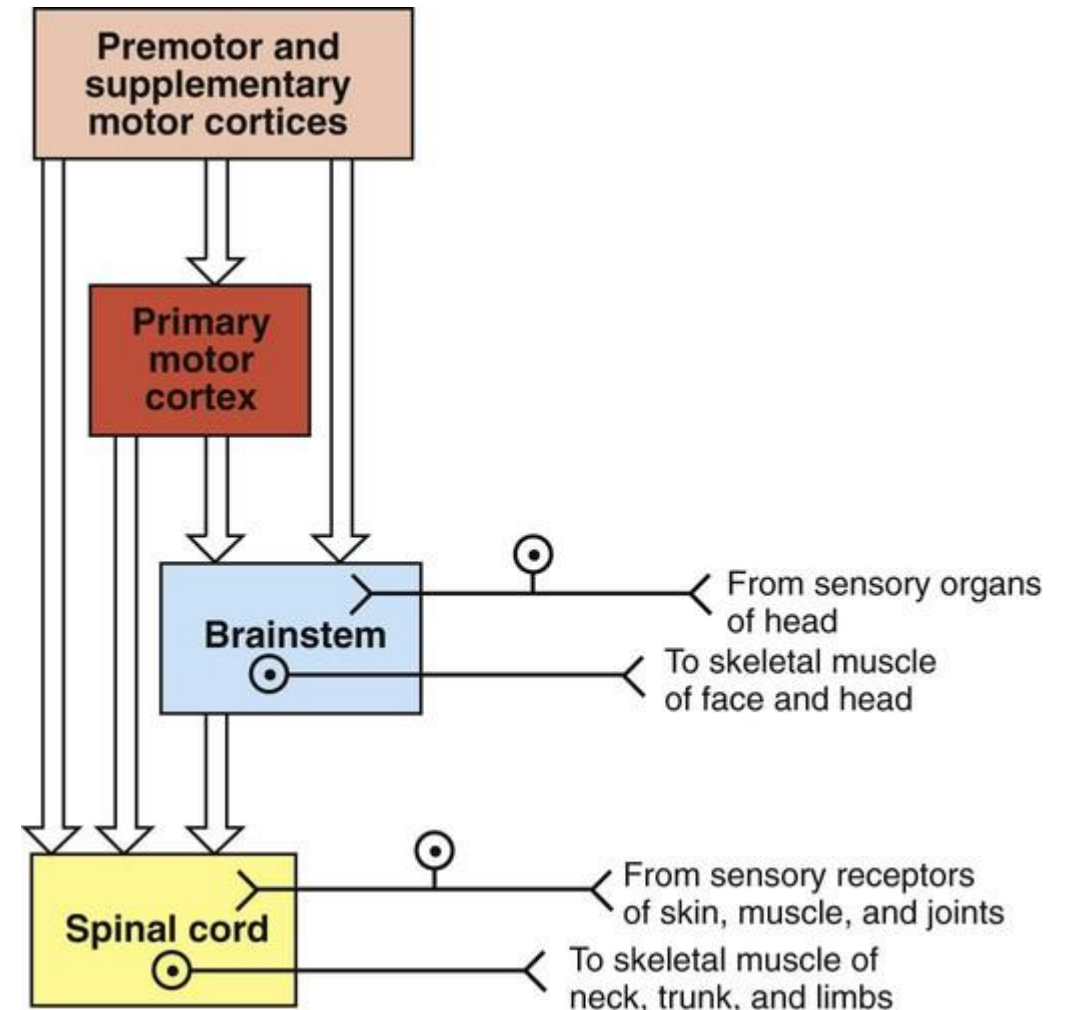 Premotor and
supplementary
motor cortices
Primary
motor
cortex
Brainstem
From sensory organs
of head
To skeletal muscle
of face and head
Spinal cord
From sensory receptors
of skin, muscle, and joints
To skeletal muscle of
neck, trunk, and limbs